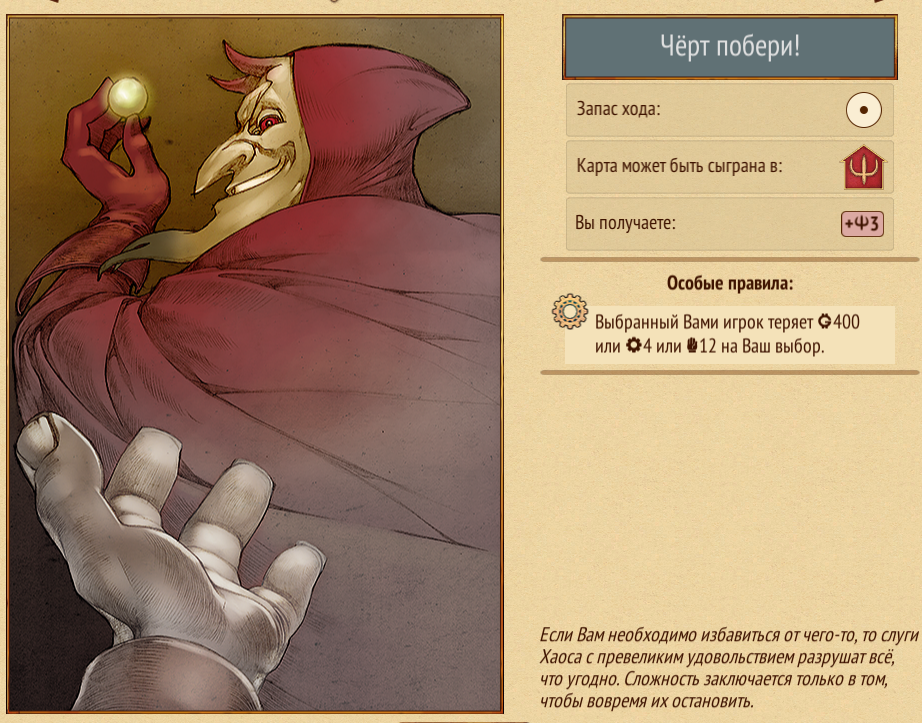 Чёрт побери!
Запас хода:
Карта может быть сыграна в:
Вы получаете: +3
Особые правила:
Выбранный Вами игрок теряет 400
или 4 или 12 на Ваш выбор.
Если Вам необходимо избавиться от чего-то, то слуги
Хаоса с превеликим удовольствием разрушат всё,
что угодно. Сложность заключается только в том,
чтобы вовремя их остановить.